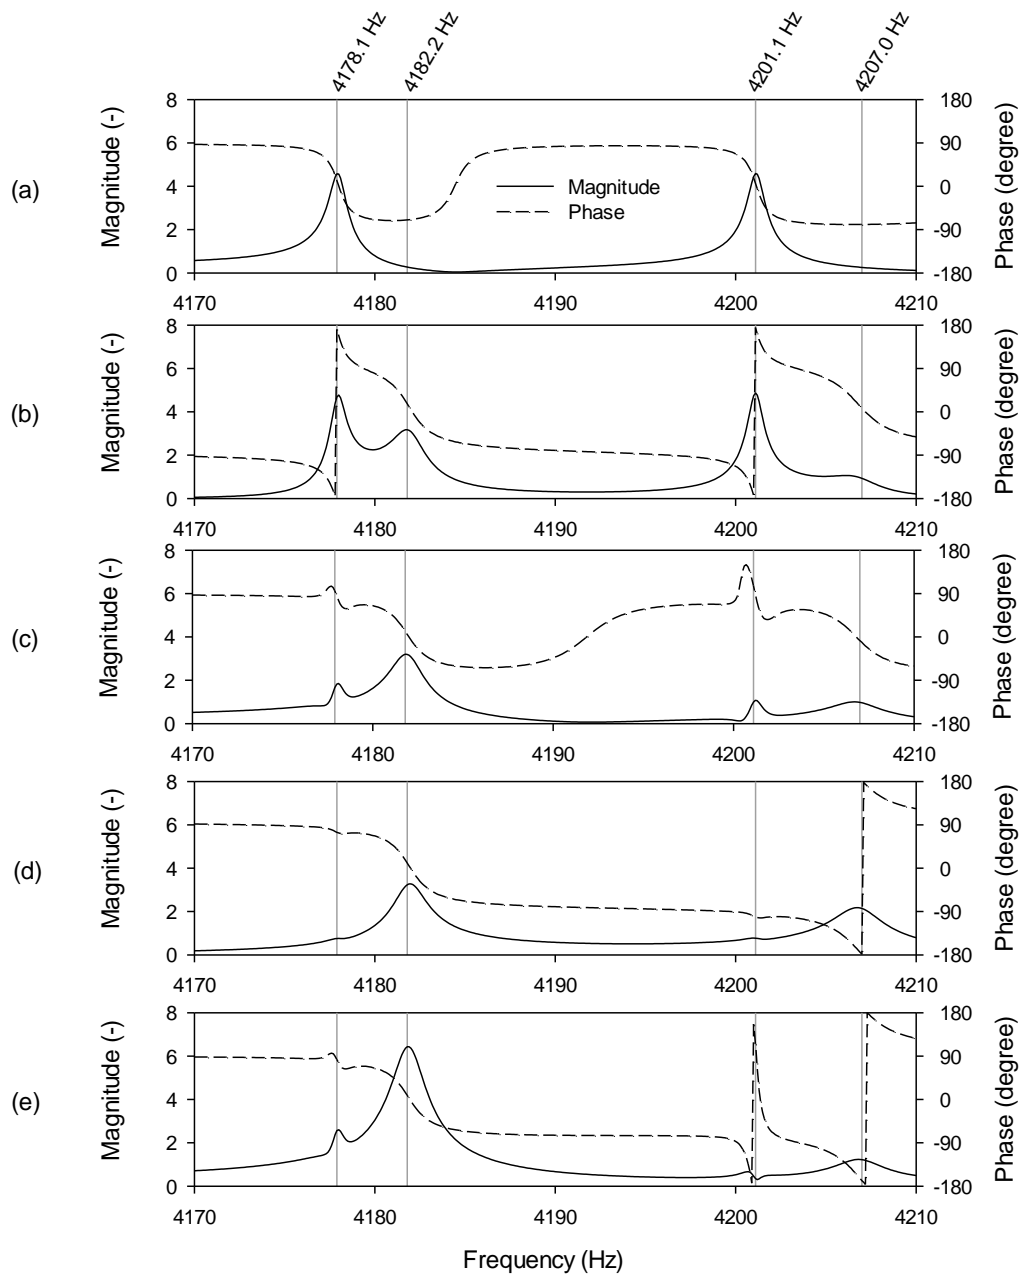 4178.1 Hz
4182.2 Hz
4201.1 Hz
4207.0 Hz
(a)
Magnitude (-)
8
6
4
2
0
Magnitude
Phase
180
90
0
-90
-180
Phase (degree)
4170 4180 4190 4200 4210
(b)
Magnitude (-)
8
6
4
2
0
180
90
0
-90
-180
Phase (degree)
4170 4180 4190 4200 4210
(c)
Magnitude (-)
8
6
4
2
0
180
90
0
-90
-180
Phase (degree)
4170 4180 4190 4200 4210
(d)
Magnitude (-)
8
6
4
2
0
180
90
0
-90
-180
Phase (degree)
4170 4180 4190 4200 4210
(e)
Magnitude (-)
8
6
4
2
0
180
90
0
-90
-180
Phase (degree)
4170 4180 4190 4200 4210
Frequency (Hz)